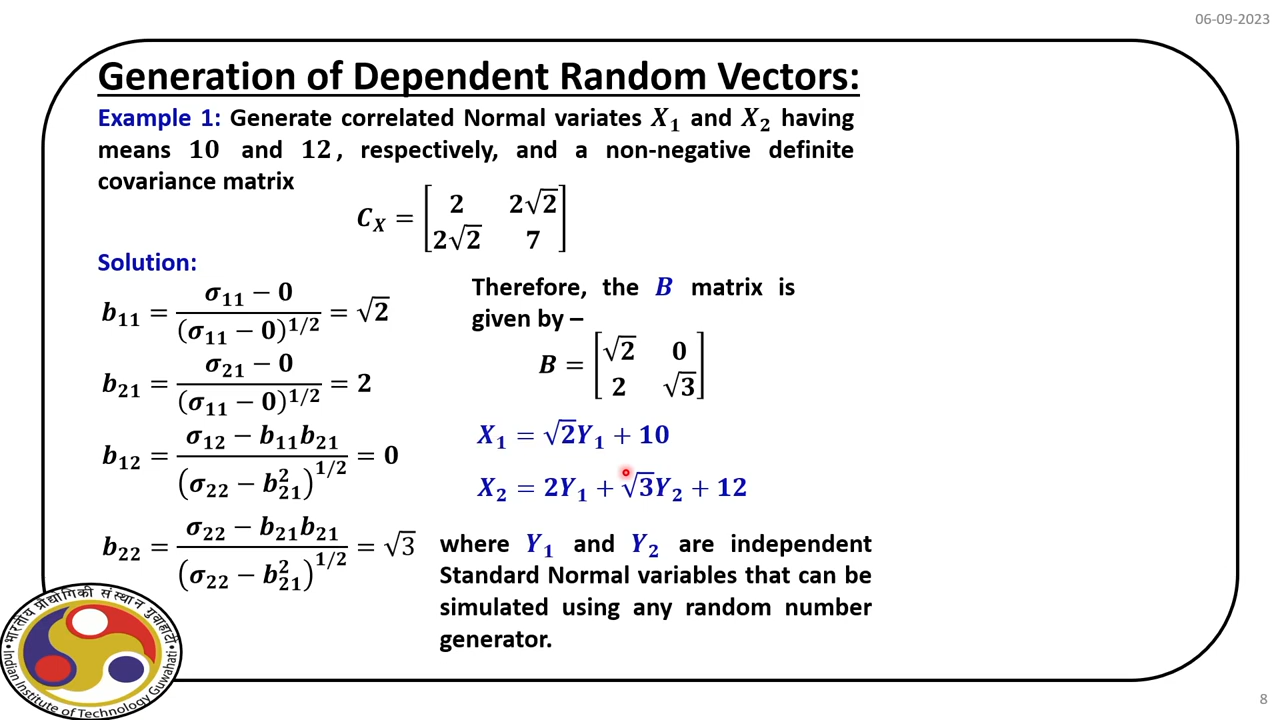 06-09-2023
Generation of Dependent Random Vectors:
Example 1: Generate correlated Normal variates X₁ and X₂ having
means 10 and 12, respectively, and a non-negative definite
covariance matrix
C_X = [2 2√2; 2√2 7]
Solution:
b₁₁ = (σ₁₁ − 0)/(σ₁₁ − 0)^{1/2} = √2
b₂₁ = (σ₂₁ − 0)/(σ₁₁ − 0)^{1/2} = 2
b₁₂ = (σ₁₂ − b₁₁b₂₁)/(σ₂₂ − b₂₁²)^{1/2} = 0
b₂₂ = (σ₂₂ − b₂₁b₂₁)/(σ₂₂ − b₂₁²)^{1/2} = √3
Therefore, the B matrix is
given by –
B = [√2 0; 2 √3]
X₁ = √2Y₁ + 10
X₂ = 2Y₁ + √3Y₂ + 12
where Y₁ and Y₂ are independent
Standard Normal variables that can be
simulated using any random number
generator.
भारतीय प्रौद्योगिकी संस्थान गुवाहाटी
Indian Institute of Technology Guwahati
8